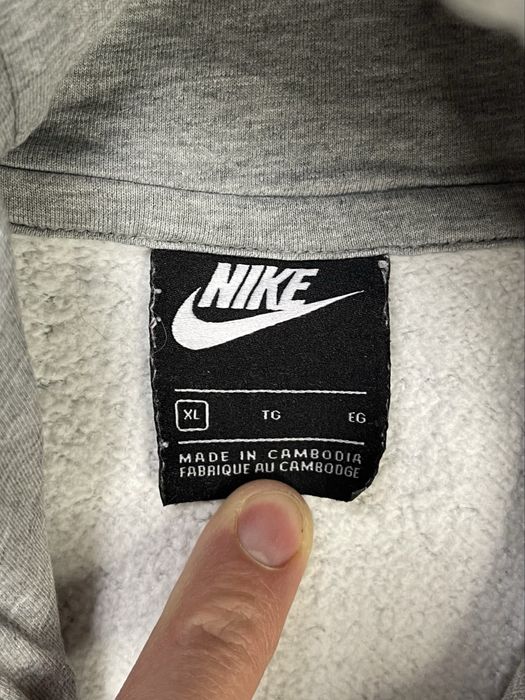 NIKE
XL TG EG
MADE IN CAMBODIA
FABRIQUE AU CAMBODGE